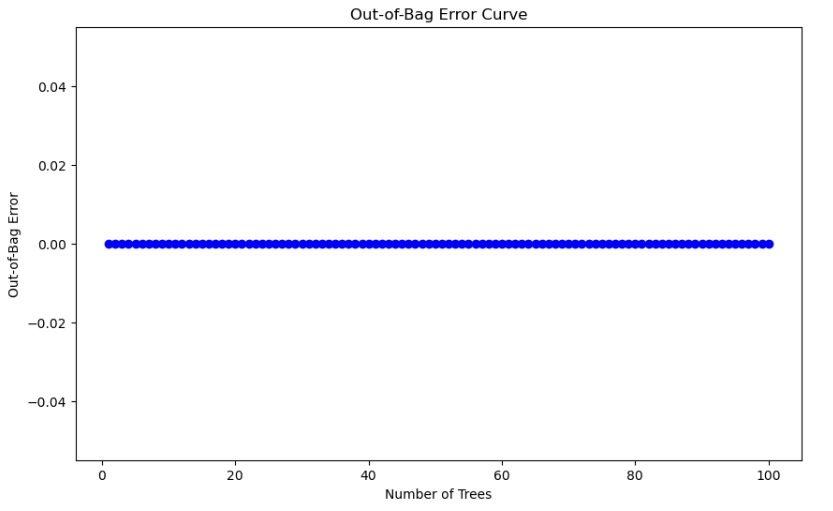 Out-of-Bag Error Curve
Out-of-Bag Error
0.04
0.02
0.00
−0.02
−0.04
0 20 40 60 80 100
Number of Trees